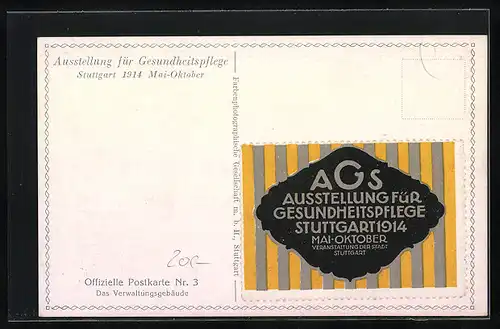 Ausstellung für Gesundheitspflege
Stuttgart 1914 Mai-Oktober
Farbenphotographische Gesellschaft m. b. H., Stuttgart
AGS
AUSSTELLUNG FÜR
GESUNDHEITSPFLEGE
STUTTGART 1914
MAI-OKTOBER
VERANSTALTUNG DER STADT
STUTTGART
200-
Offizielle Postkarte Nr. 3
Das Verwaltungsgebäude